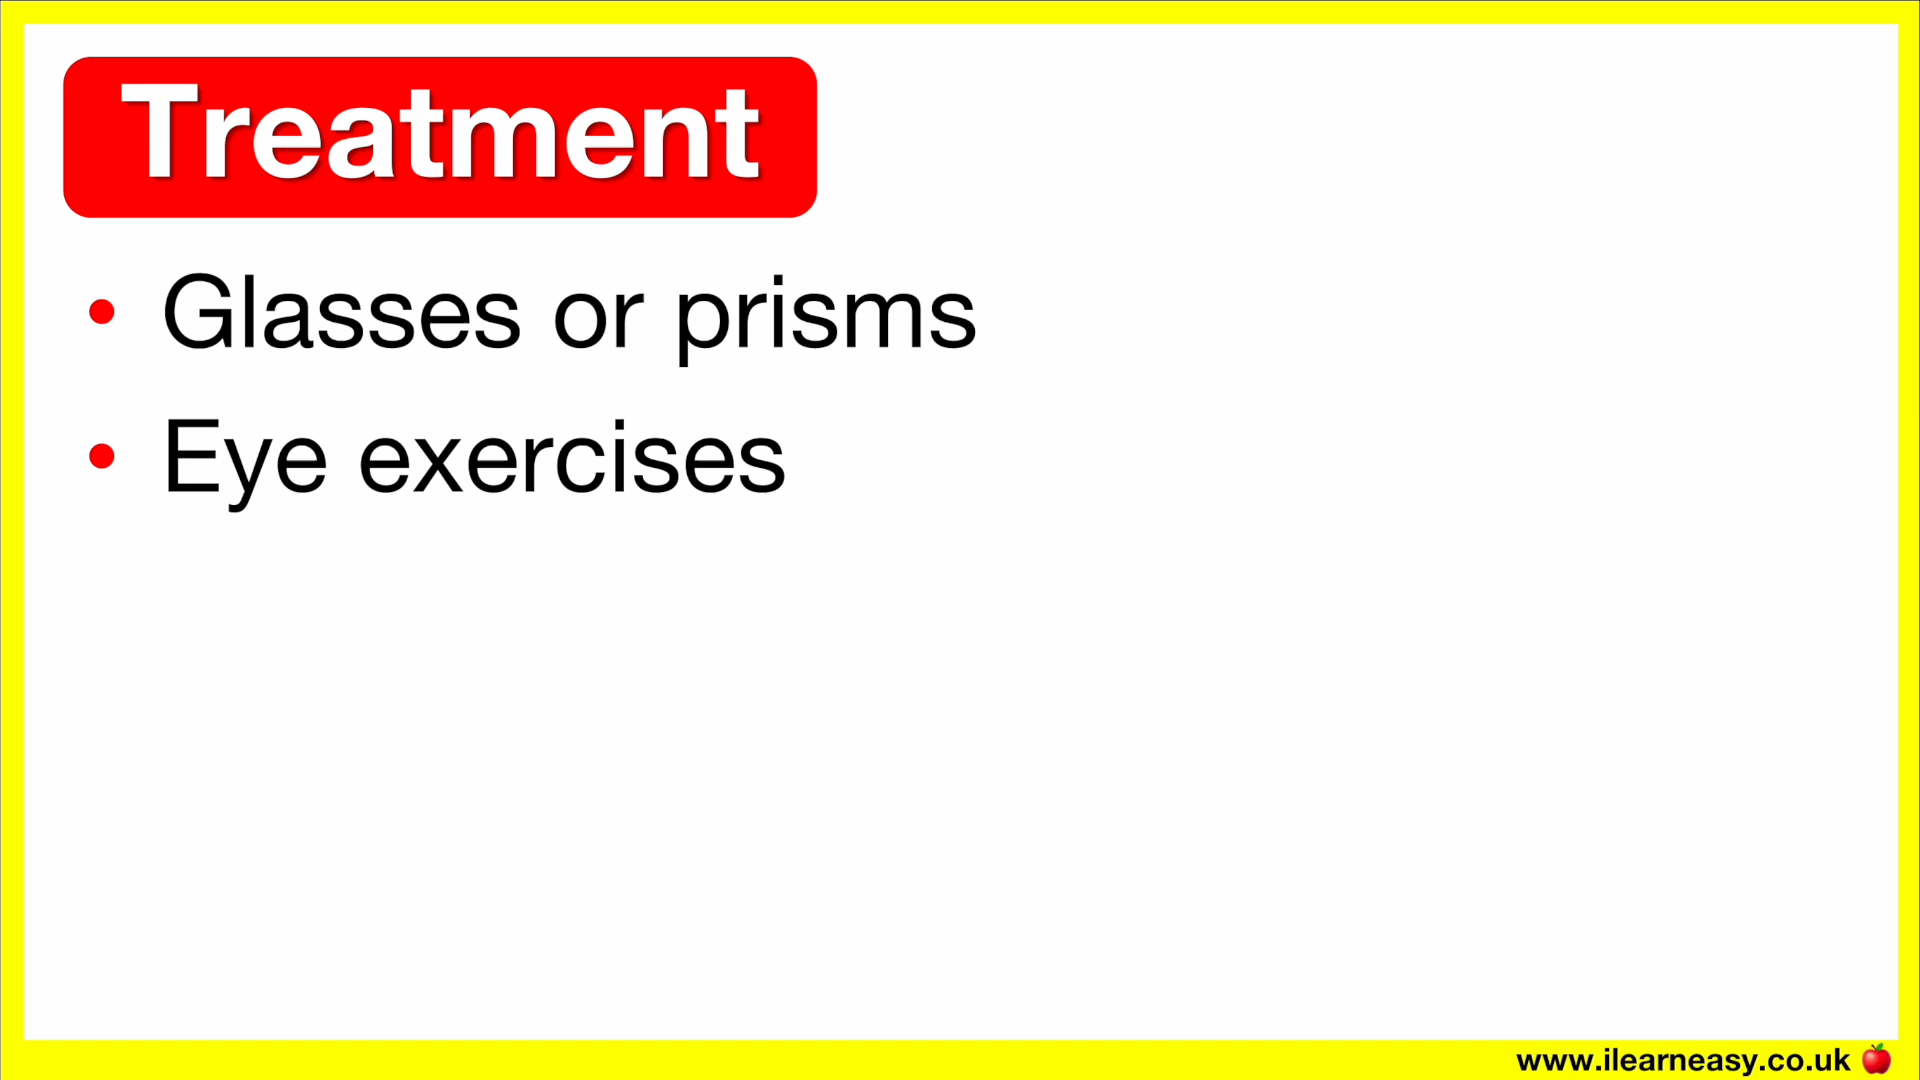 Treatment
• Glasses or prisms
• Eye exercises
www.ilearneasy.co.uk